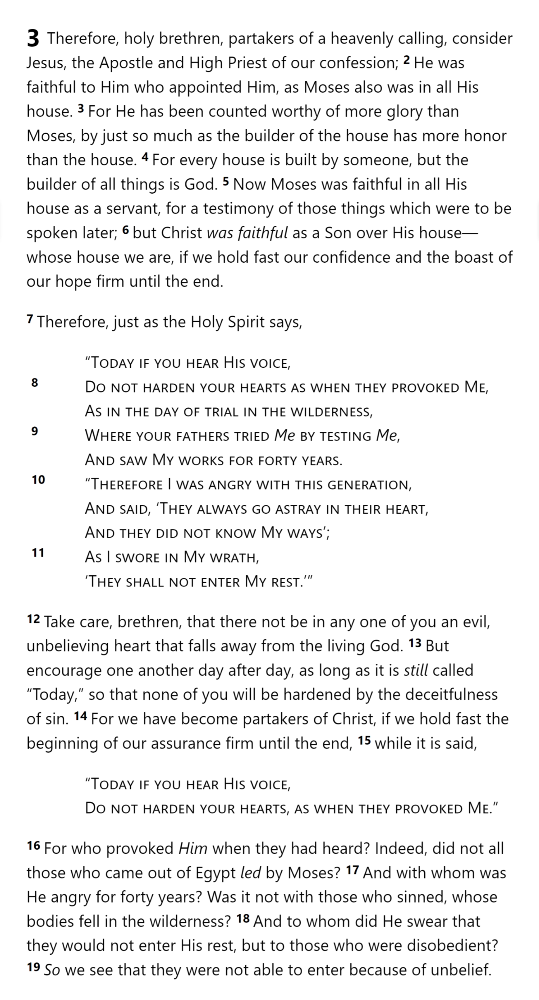 3 Therefore, holy brethren, partakers of a heavenly calling, consider
Jesus, the Apostle and High Priest of our confession; 2 He was
faithful to Him who appointed Him, as Moses also was in all His
house. 3 For He has been counted worthy of more glory than
Moses, by just so much as the builder of the house has more honor
than the house. 4 For every house is built by someone, but the
builder of all things is God. 5 Now Moses was faithful in all His
house as a servant, for a testimony of those things which were to be
spoken later; 6 but Christ was faithful as a Son over His house—
whose house we are, if we hold fast our confidence and the boast of
our hope firm until the end.
7 Therefore, just as the Holy Spirit says,
“Today if you hear His voice,
8 Do not harden your hearts as when they provoked Me,
As in the day of trial in the wilderness,
9 Where your fathers tried Me by testing Me,
And saw My works for forty years.
10 “Therefore I was angry with this generation,
And said, ‘They always go astray in their heart,
And they did not know My ways’;
11 As I swore in My wrath,
‘They shall not enter My rest.’”
12 Take care, brethren, that there not be in any one of you an evil,
unbelieving heart that falls away from the living God. 13 But
encourage one another day after day, as long as it is still called
“Today,” so that none of you will be hardened by the deceitfulness
of sin. 14 For we have become partakers of Christ, if we hold fast the
beginning of our assurance firm until the end, 15 while it is said,
“Today if you hear His voice,
Do not harden your hearts, as when they provoked Me.”
16 For who provoked Him when they had heard? Indeed, did not all
those who came out of Egypt led by Moses? 17 And with whom was
He angry for forty years? Was it not with those who sinned, whose
bodies fell in the wilderness? 18 And to whom did He swear that
they would not enter His rest, but to those who were disobedient?
19 So we see that they were not able to enter because of unbelief.